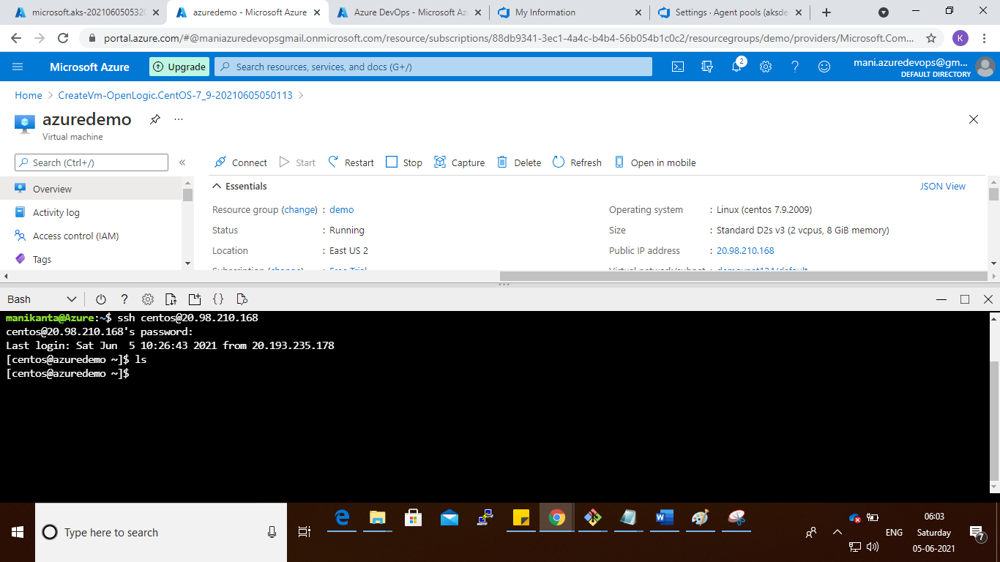 microsoft.aks-2021060505320
azuredemo - Microsoft Azure
Azure DevOps - Microsoft Az
My Information
Settings · Agent pools (aksde
portal.azure.com/#@maniazuredevopsgmail.onmicrosoft.com/resource/subscriptions/88db9341-3ec1-4a4c-b4b4-56b054b1c0c2/resourcegroups/demo/providers/Microsoft.Com...
K
Microsoft Azure
Upgrade
Search resources, services, and docs (G+/)
2
mani.azuredevops@gm...
DEFAULT DIRECTORY
Home > CreateVm-OpenLogic.CentOS-7_9-20210605050113 >
azuredemo
Virtual machine
Search (Ctrl+/)
«
Connect
Start
Restart
Stop
Capture
Delete
Refresh
Open in mobile
Overview
Activity log
Access control (IAM)
Tags
Essentials
JSON View
Resource group (change) : demo
Status : Running
Location : East US 2
Subscription (change) : Free Trial
Operating system : Linux (centos 7.9.2009)
Size : Standard D2s v3 (2 vcpus, 8 GiB memory)
Public IP address : 20.98.210.168
Virtual network/subnet : demovnet124/default
Bash
manikanta@Azure:~$ ssh centos@20.98.210.168
centos@20.98.210.168's password:
Last login: Sat Jun  5 10:26:43 2021 from 20.193.235.178
[centos@azuredemo ~]$ ls
[centos@azuredemo ~]$
Type here to search
ENG
06:03
Saturday
05-06-2021
7